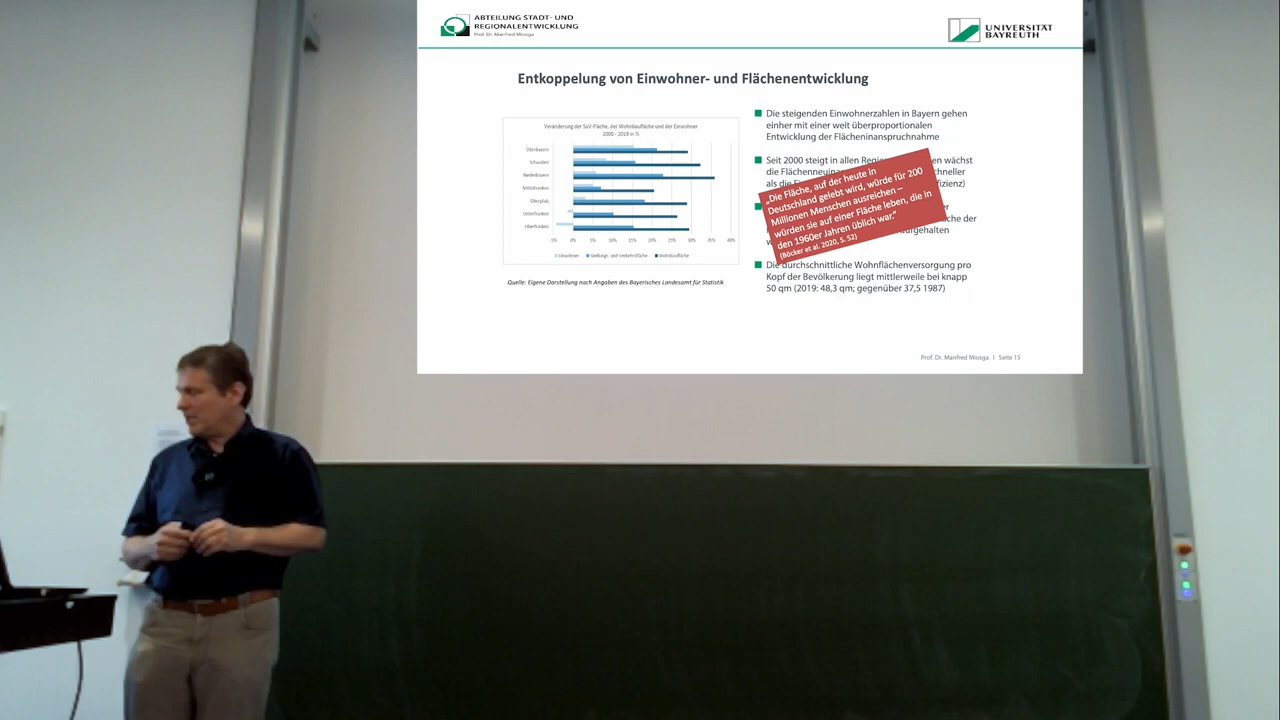 ABTEILUNG STADT- UND
REGIONALENTWICKLUNG
Prof. Dr. Manfred Miosga
UNIVERSITÄT
BAYREUTH
Entkoppelung von Einwohner- und Flächenentwicklung
Veränderung der SuV-Fläche, der Wohnbaufläche und der Einwohner
2000 - 2019 in %
Oberbayern
Schwaben
Niederbayern
Mittelfranken
Oberpfalz
Unterfranken
Oberfranken
-5% 0% 5% 10% 15% 20% 25% 30% 35% 40%
Einwohner Siedlungs- und Verkehrsfläche Wohnbaufläche
Quelle: Eigene Darstellung nach Angaben des Bayerisches Landesamt für Statistik
Die steigenden Einwohnerzahlen in Bayern gehen
einher mit einer weit überproportionalen
Entwicklung der Flächeninanspruchnahme
Seit 2000 steigt in allen wächst
die
als die
„Die Fläche, auf der heute in
Deutschland gelebt wird, würde für 200
Millionen Menschen ausreichen –
würden sie auf einer Fläche leben, die in
den 1960er Jahren üblich war."
(Böcker et al. 2020, S. 52)
Die durchschnittliche Wohnflächenversorgung pro
Kopf der Bevölkerung liegt mittlerweile bei knapp
50 qm (2019: 48,3 qm; gegenüber 37,5 1987)
Prof. Dr. Manfred Miosga I Seite 15